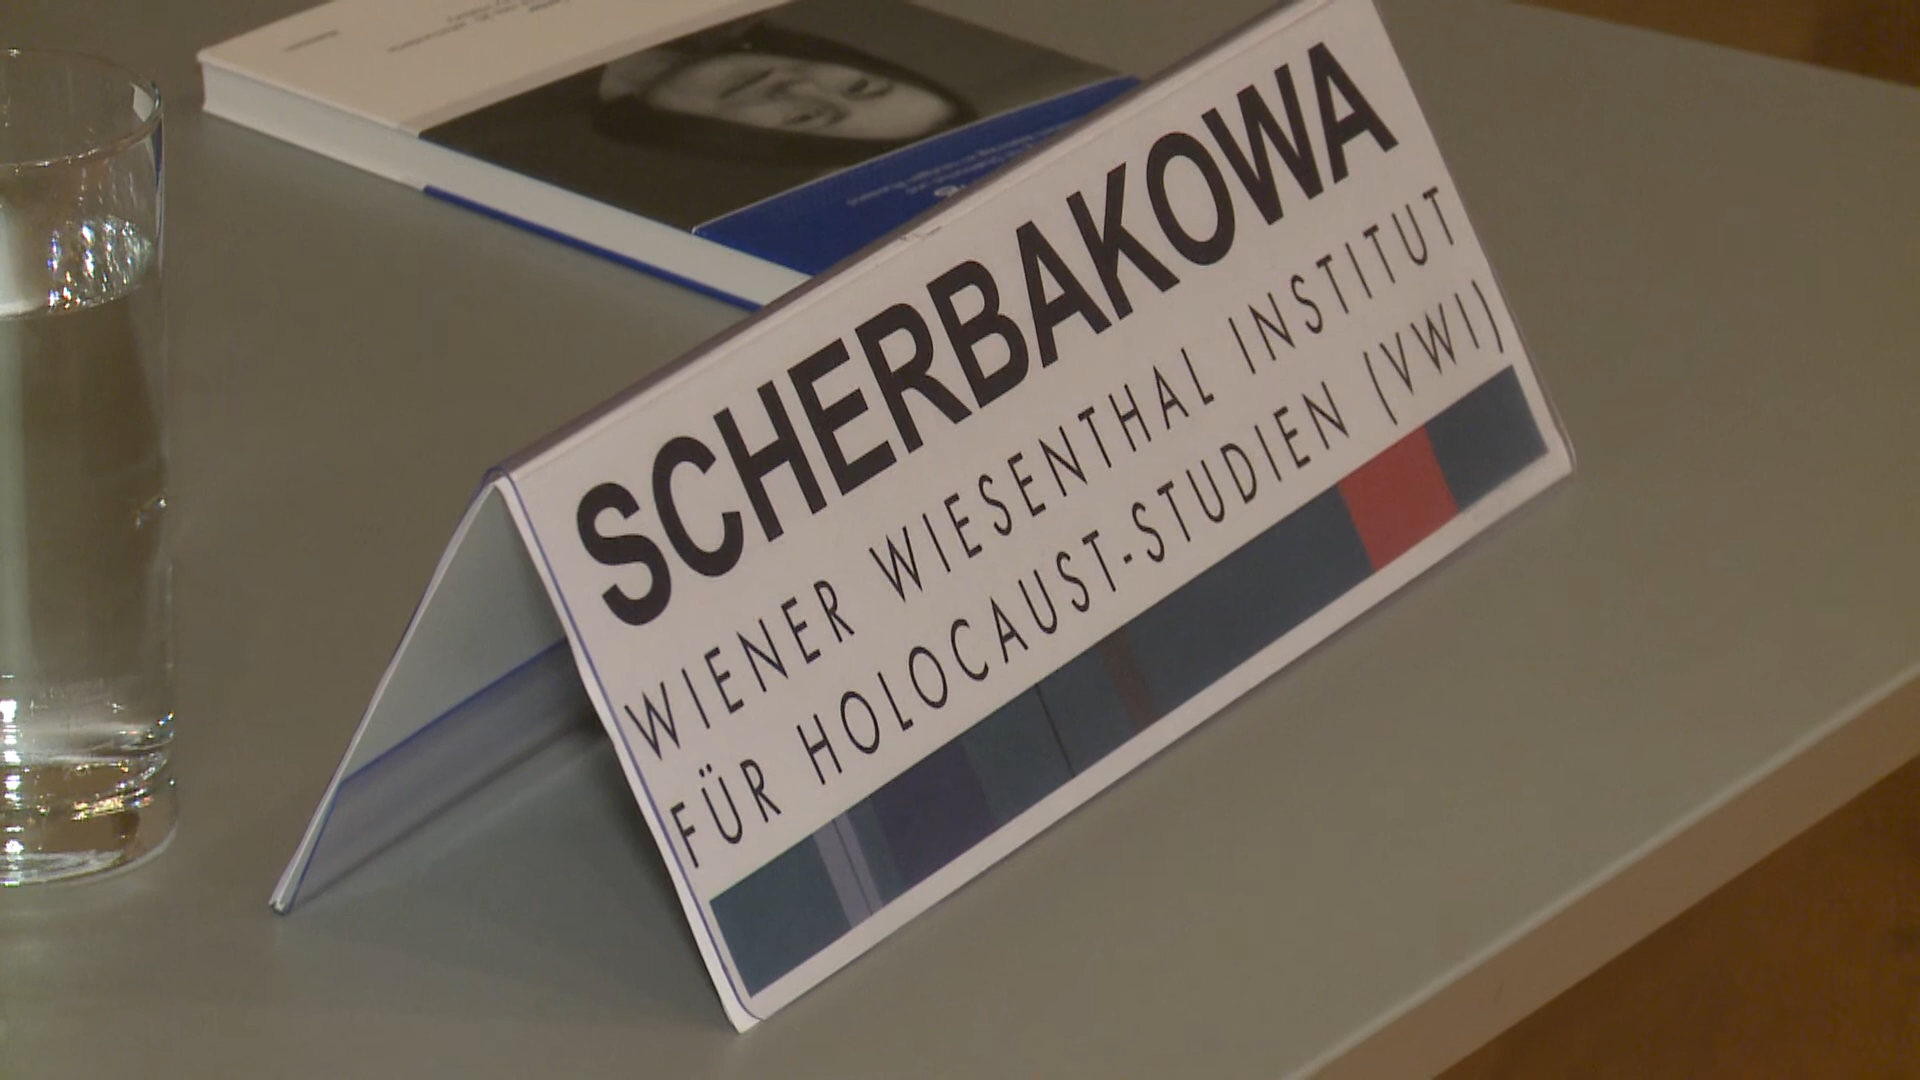 SCHERBAKOWA
WIENER WIESENTHAL INSTITUT
FÜR HOLOCAUST-STUDIEN (VWI)